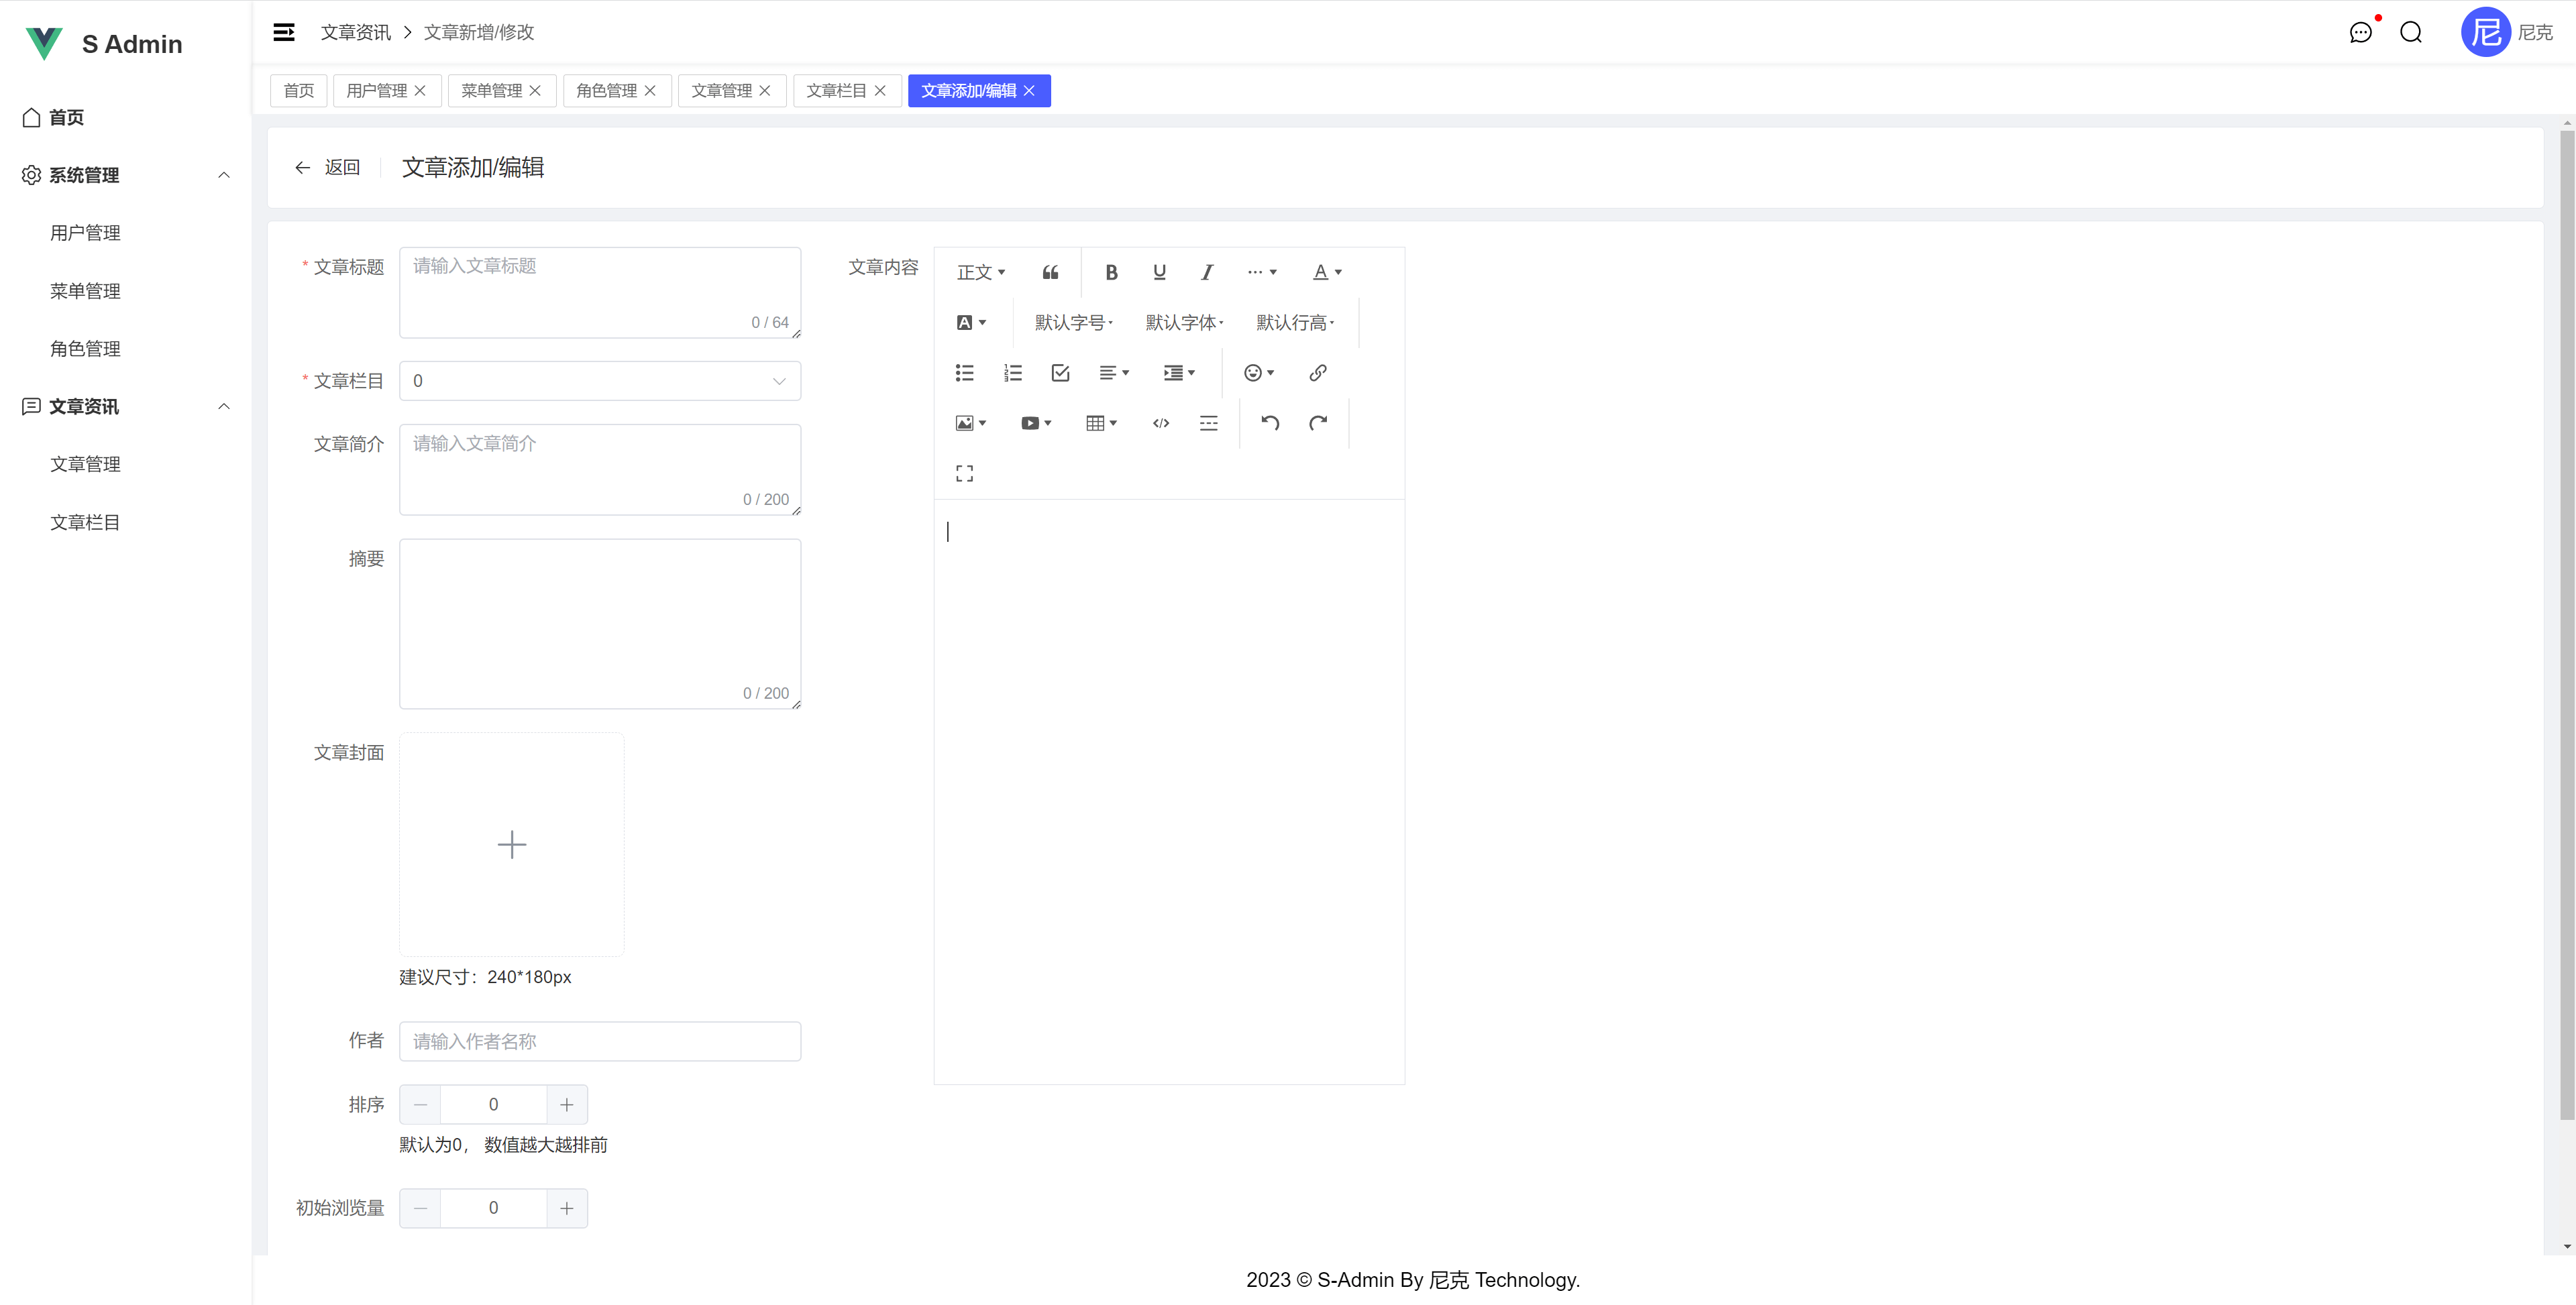 S Admin
文章资讯 > 文章新增/修改
尼 尼克
首页 用户管理 菜单管理 角色管理 文章管理 文章栏目 文章添加/编辑
首页
系统管理
用户管理
菜单管理
角色管理
文章资讯
文章管理
文章栏目
返回 文章添加/编辑
* 文章标题 请输入文章标题
0 / 64
* 文章栏目 0
文章简介 请输入文章简介
0 / 200
摘要
0 / 200
文章封面
建议尺寸：240*180px
作者 请输入作者名称
排序 0
默认为0， 数值越大越排前
初始浏览量 0
文章内容
正文 B U I A
A 默认字号 默认字体 默认行高
2023 © S-Admin By 尼克 Technology.